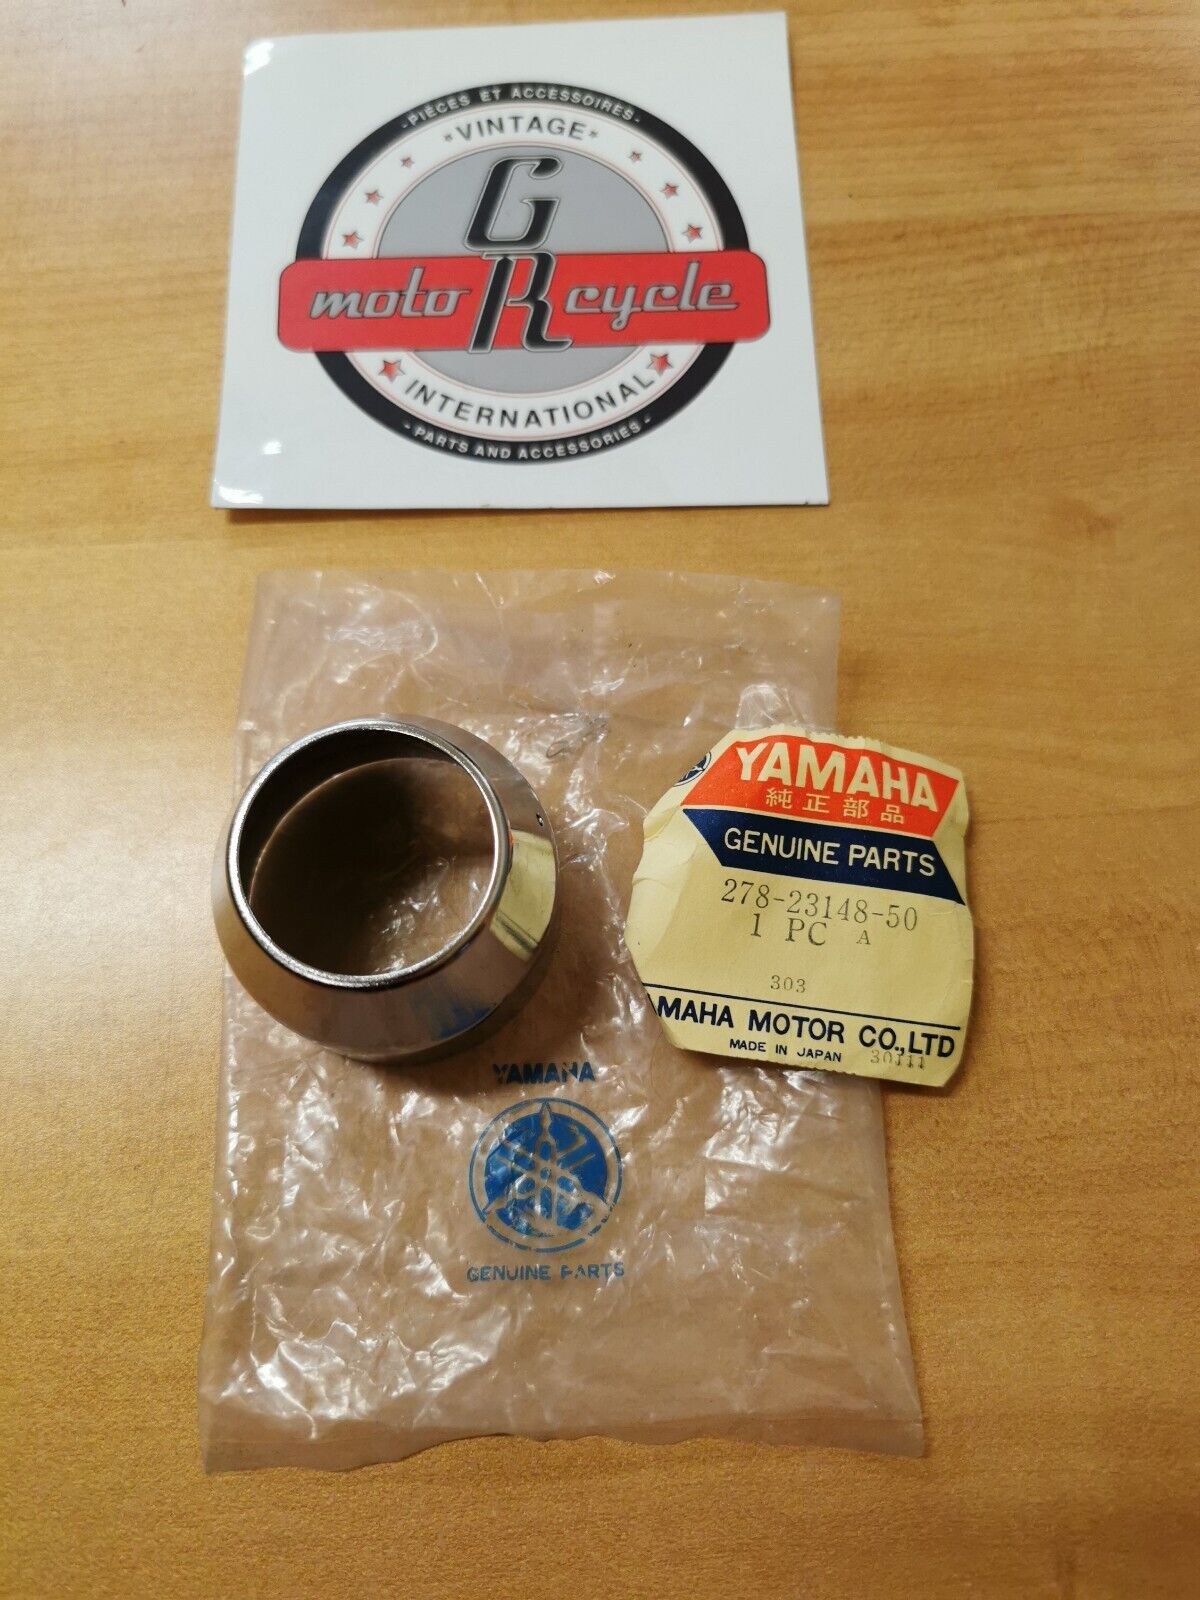 -PIÈCES ET ACCESSOIRES-
VINTAGE
G
moto R cycle
INTERNATIONAL
- PARTS AND ACCESSORIES -
YAMAHA
純正部品
GENUINE PARTS
278-23148-50
1 PC A
303
AMAHA MOTOR CO.,LTD
MADE IN JAPAN 30111
YAMAHA
GENUINE PARTS